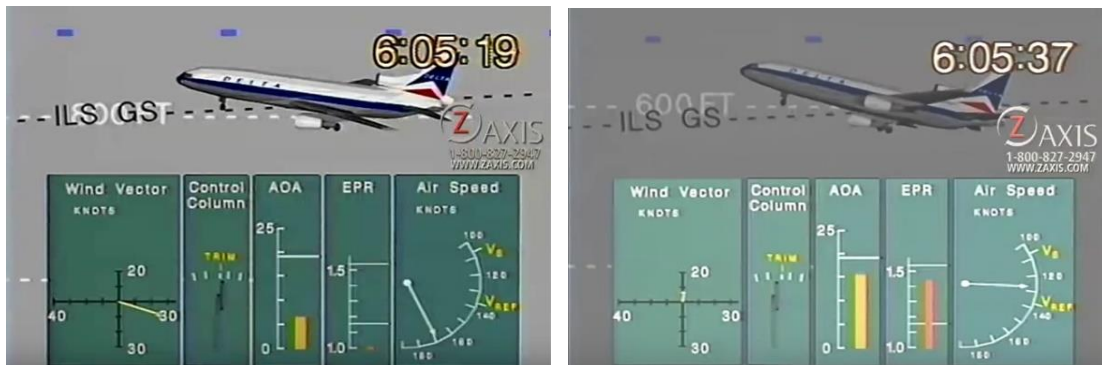 6:05:19
DELTA
DELTA
800FT
ILS GS
Z AXIS
1-800-827-2947
WWW.ZAXIS.COM
Wind Vector
KNOTS
20
40
30
30
Control
Column
TRIM
AOA
25
0
EPR
1.5
1.0
Air Speed
KNOTS
100
VS
120
VREF
140
160
180
6:05:37
DELTA
600FT
ILS GS
Z AXIS
1-800-827-2947
WWW.ZAXIS.COM
Wind Vector
KNOTS
20
40
30
30
Control
Column
TRIM
AOA
25
0
EPR
1.5
1.0
Air Speed
KNOTS
100
VS
120
VREF
140
160
180